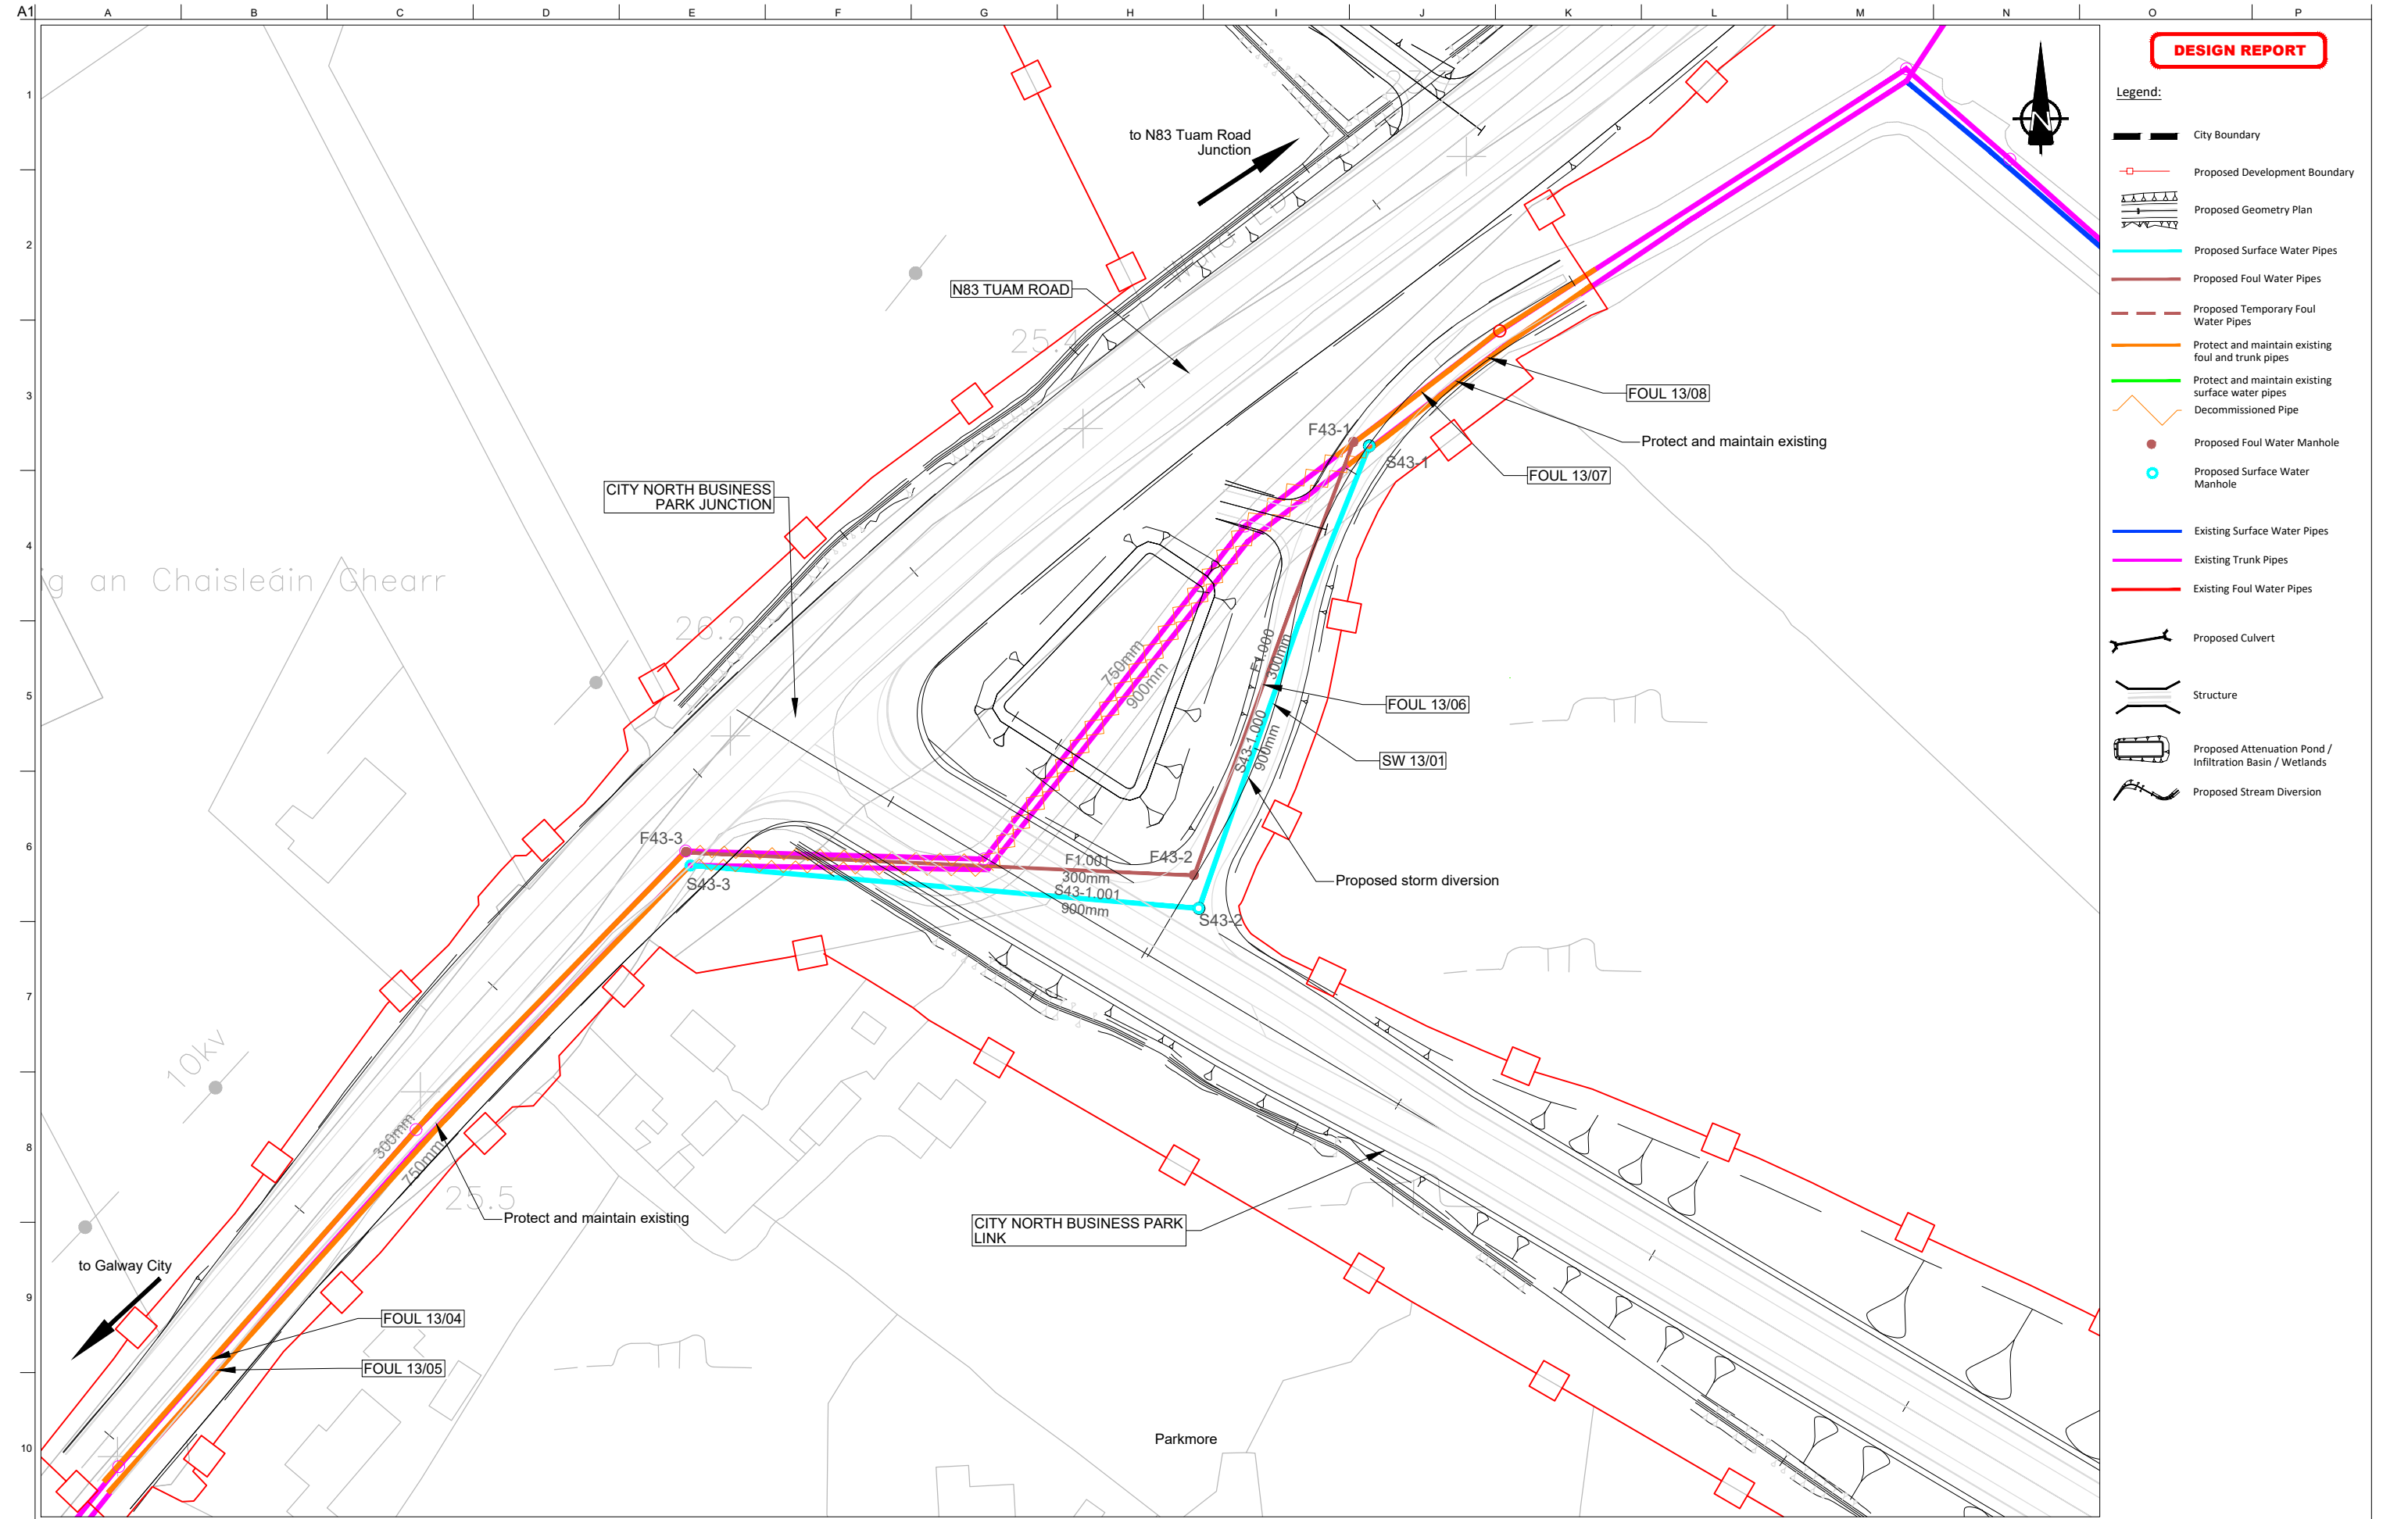 A1
A B C D E F G H I J K L M N O P
1
2
3
4
5
6
7
8
9
10
DESIGN REPORT
Legend:
City Boundary
Proposed Development Boundary
Proposed Geometry Plan
Proposed Surface Water Pipes
Proposed Foul Water Pipes
Proposed Temporary Foul
Water Pipes
Protect and maintain existing
foul and trunk pipes
Protect and maintain existing
surface water pipes
Decommissioned Pipe
Proposed Foul Water Manhole
Proposed Surface Water
Manhole
Existing Surface Water Pipes
Existing Trunk Pipes
Existing Foul Water Pipes
Proposed Culvert
Structure
Proposed Attenuation Pond /
Infiltration Basin / Wetlands
Proposed Stream Diversion
N
to N83 Tuam Road
Junction
N83 TUAM ROAD
25.4
FOUL 13/08
F43-1
Protect and maintain existing
S43-1
FOUL 13/07
CITY NORTH BUSINESS
PARK JUNCTION
ig an Chaisleáin Ghearr
26.2
750mm
900mm
F1.000
300mm
FOUL 13/06
S43-1.000
900mm
SW 13/01
F43-3
F43-2
F1.001
300mm
Proposed storm diversion
S43-3
S43-1.001
900mm
S43-2
10kv
300mm
750mm
25.5
Protect and maintain existing
CITY NORTH BUSINESS PARK
LINK
to Galway City
FOUL 13/04
FOUL 13/05
Parkmore